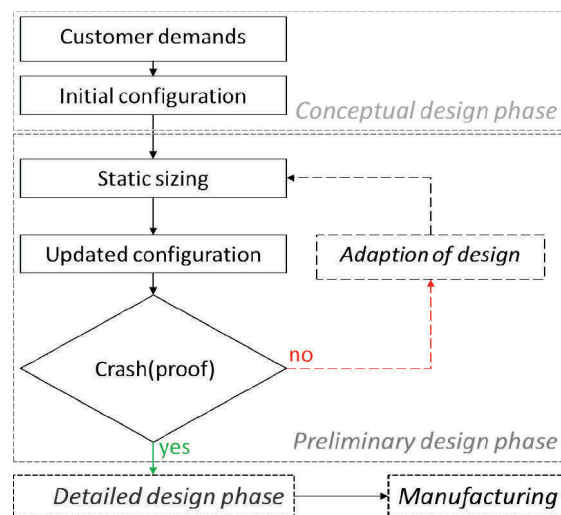 Customer demands
Initial configuration
Conceptual design phase
Static sizing
Updated configuration
Adaption of design
Crash(proof)
no
yes
Preliminary design phase
Detailed design phase
Manufacturing